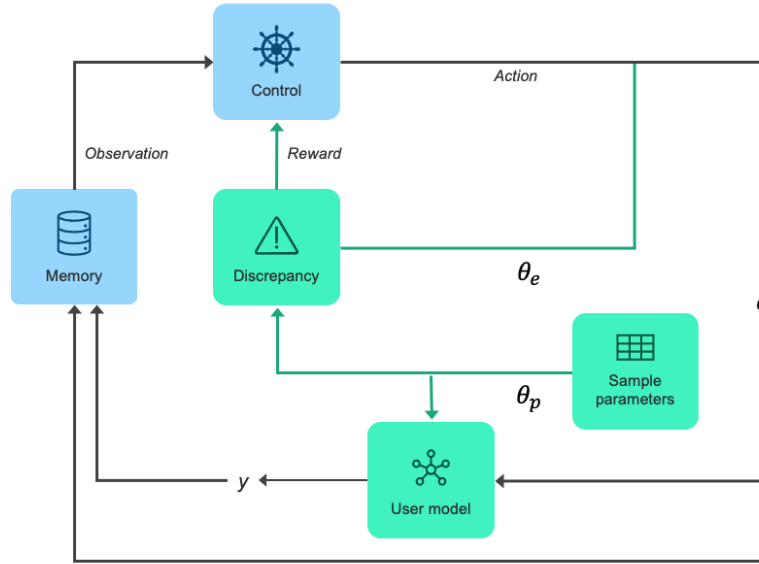 Control
Action
Observation
Reward
Memory
Discrepancy
θe
Sample
parameters
θp
y
User model